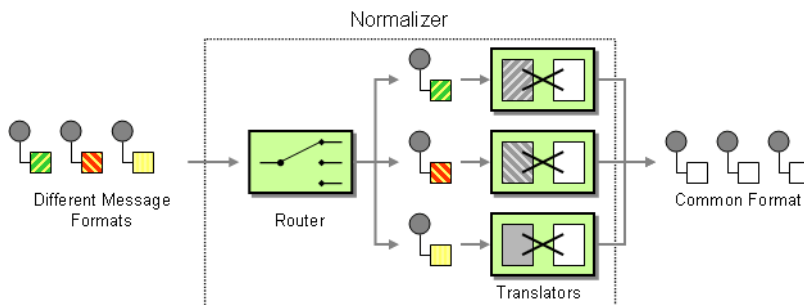 Normalizer
Different Message
Formats
Router
Translators
Common Format